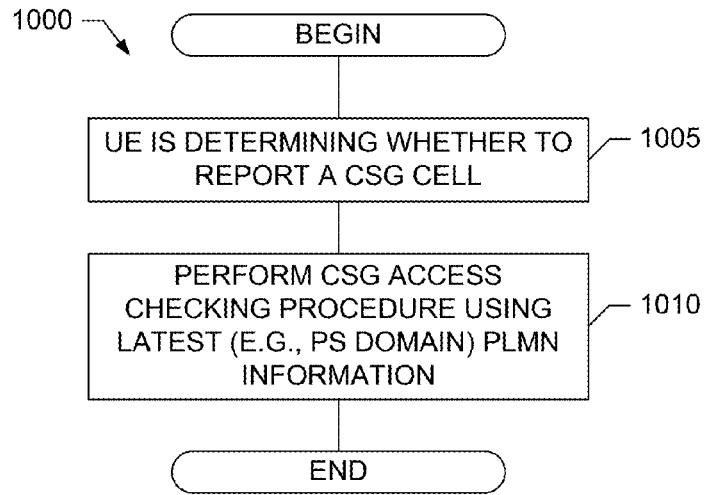 1000
BEGIN
UE IS DETERMINING WHETHER TO
REPORT A CSG CELL
1005
PERFORM CSG ACCESS
CHECKING PROCEDURE USING
LATEST (E.G., PS DOMAIN) PLMN
INFORMATION
1010
END